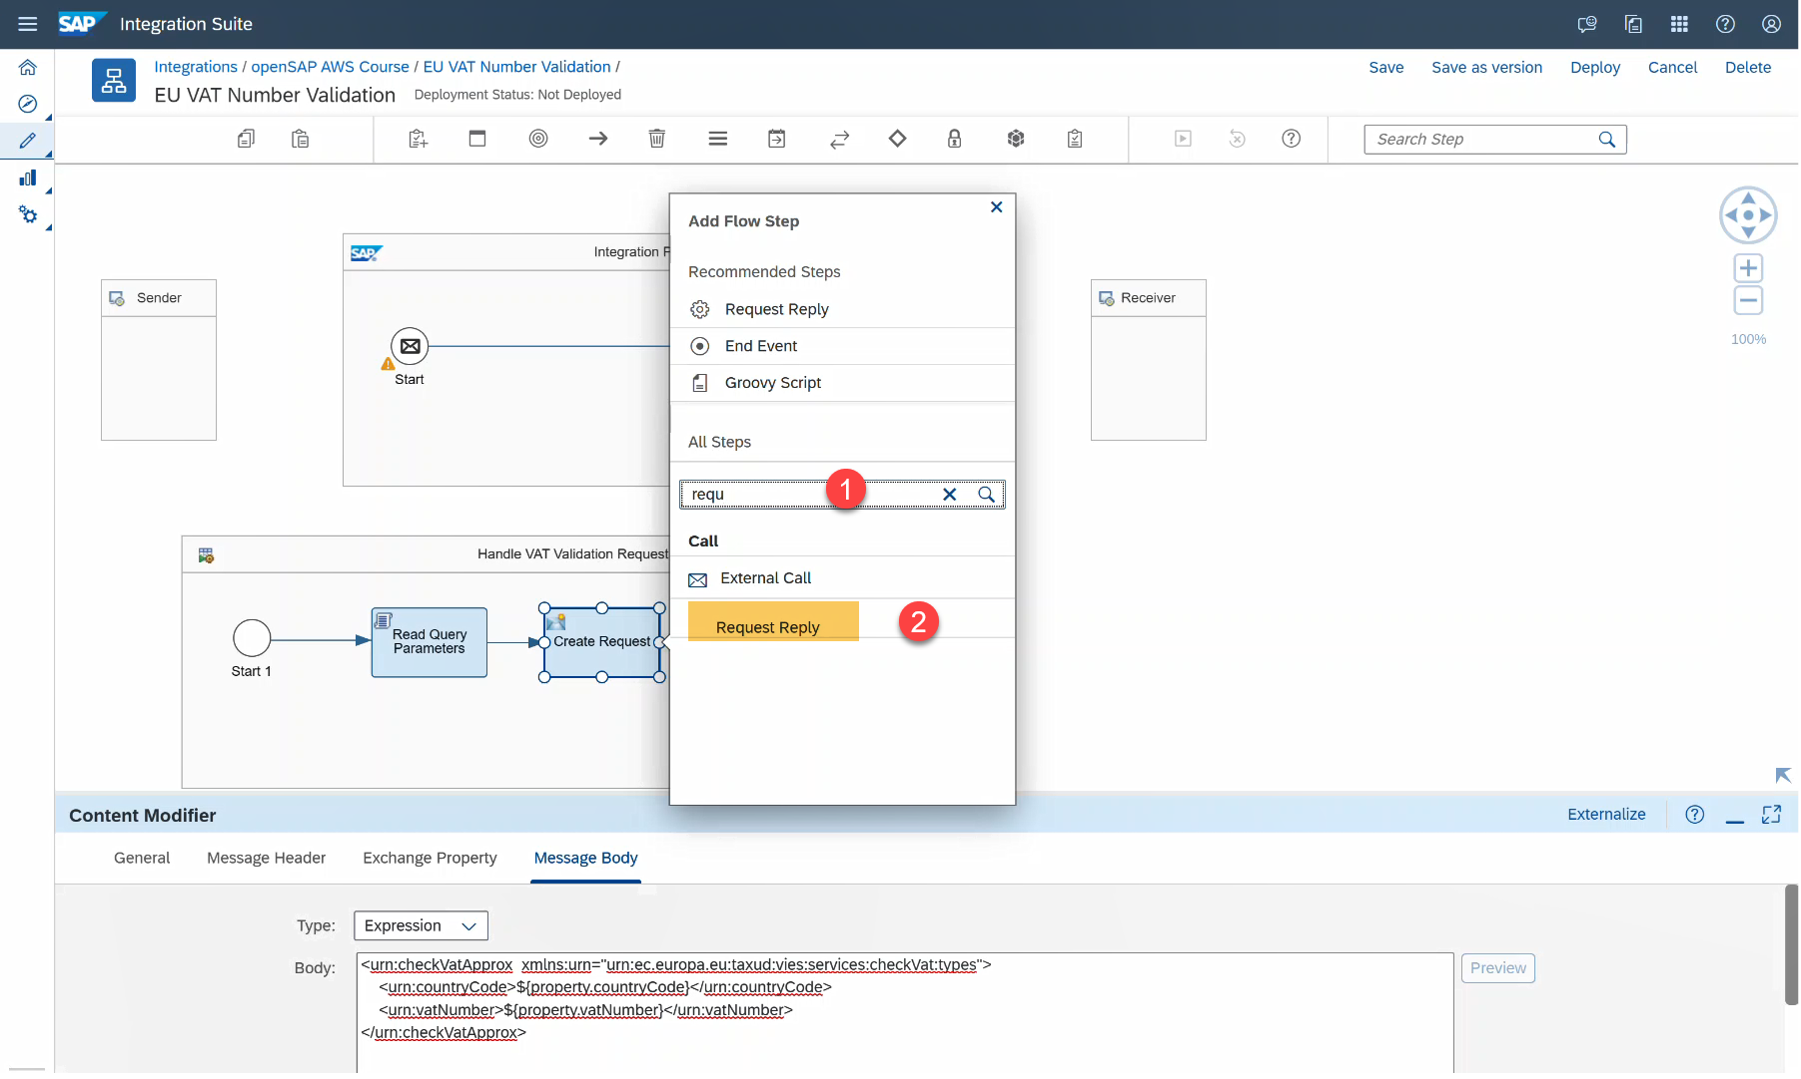 SAP Integration Suite
Integrations / openSAP AWS Course / EU VAT Number Validation /
EU VAT Number Validation Deployment Status: Not Deployed
Save Save as version Deploy Cancel Delete
Search Step
SAP Integration P
Sender
Start
Receiver
100%
Add Flow Step
Recommended Steps
Request Reply
End Event
Groovy Script
All Steps
requ 1
Call
External Call
Request Reply 2
Handle VAT Validation Request
Start 1
Read Query
Parameters
Create Request
Content Modifier Externalize
General Message Header Exchange Property Message Body
Type: Expression
Body:
<urn:checkVatApprox xmlns:urn="urn:ec.europa.eu:taxud:vies:services:checkVat:types">
<urn:countryCode>${property.countryCode}</urn:countryCode>
<urn:vatNumber>${property.vatNumber}</urn:vatNumber>
</urn:checkVatApprox>
Preview